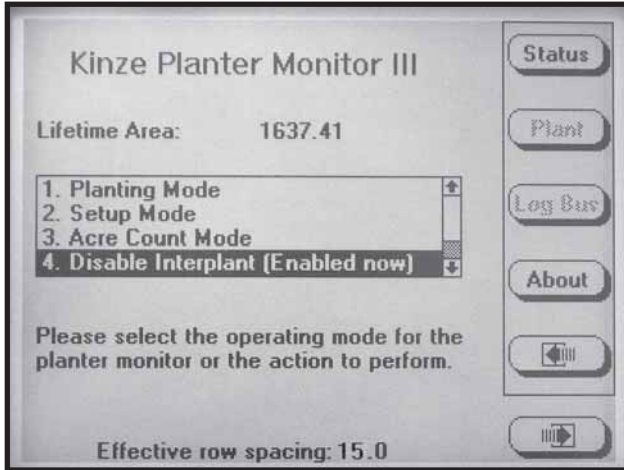 Kinze Planter Monitor III
Status
Lifetime Area: 1637.41
Plant
1. Planting Mode
2. Setup Mode
3. Acre Count Mode
4. Disable Interplant (Enabled now)
Log Bus
About
Please select the operating mode for the
planter monitor or the action to perform.
Effective row spacing: 15.0